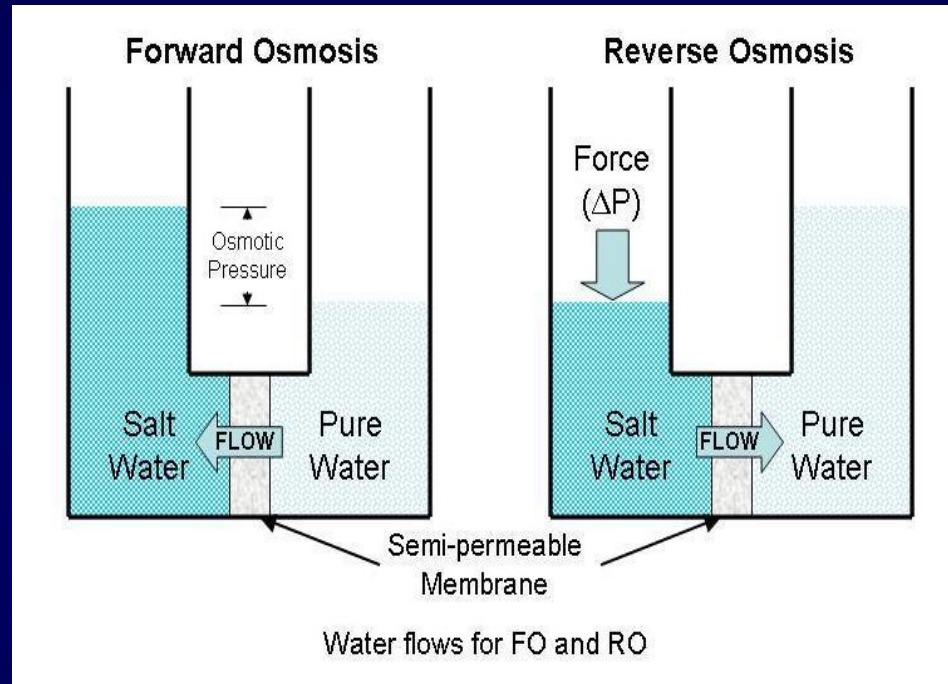 Forward Osmosis
Reverse Osmosis
Osmotic
Pressure
Force
(ΔP)
Salt
Water
FLOW
Pure
Water
Salt
Water
FLOW
Pure
Water
Semi-permeable
Membrane
Water flows for FO and RO